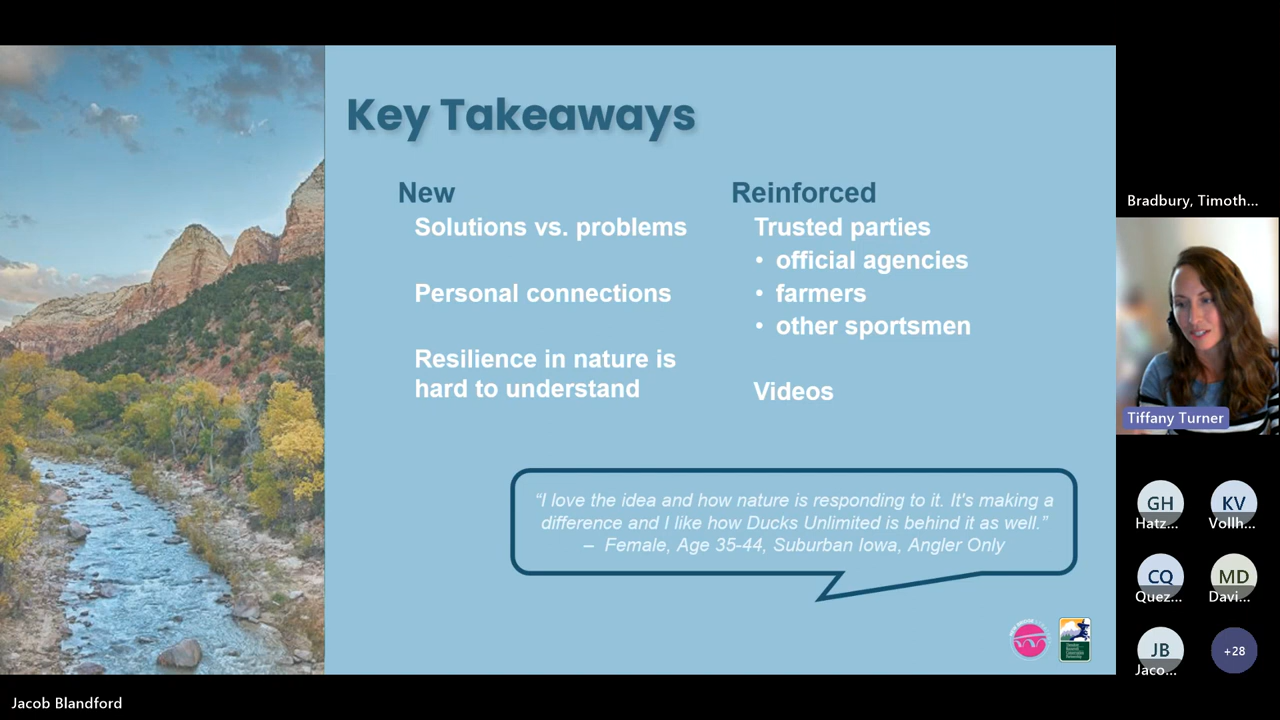 Key Takeaways
New
Solutions vs. problems
Personal connections
Resilience in nature is
hard to understand
Reinforced
Trusted parties
• official agencies
• farmers
• other sportsmen
Videos
“I love the idea and how nature is responding to it. It's making a
difference and I like how Ducks Unlimited is behind it as well.”
– Female, Age 35-44, Suburban Iowa, Angler Only
Bradbury, Timoth...
Tiffany Turner
GH
Hatz...
KV
Vollh...
CQ
Quez...
MD
Davi...
JB
Jaco...
+28
Jacob Blandford